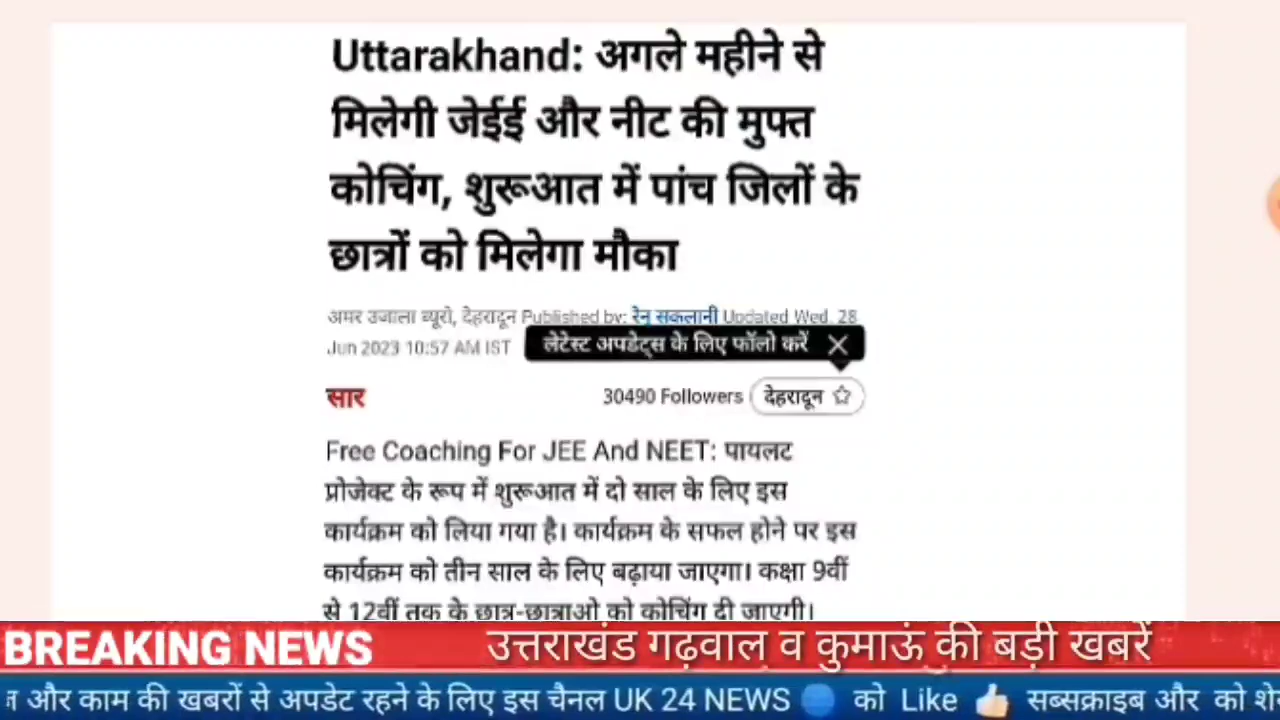 Uttarakhand: अगले महीने से
मिलेगी जेईई और नीट की मुफ्त
कोचिंग, शुरूआत में पांच जिलों के
छात्रों को मिलेगा मौका
अमर उजाला ब्यूरो, देहरादून Published by: रेनू सकलानी Updated Wed, 28
Jun 2023 10:57 AM IST
लेटेस्ट अपडेट्स के लिए फॉलो करें
सार
30490 Followers देहरादून
Free Coaching For JEE And NEET: पायलट
प्रोजेक्ट के रूप में शुरूआत में दो साल के लिए इस
कार्यक्रम को लिया गया है। कार्यक्रम के सफल होने पर इस
कार्यक्रम को तीन साल के लिए बढ़ाया जाएगा। कक्षा 9वीं
से 12वीं तक के छात्र-छात्राओं को कोचिंग दी जाएगी।
BREAKING NEWS उत्तराखंड गढ़वाल व कुमाऊं की बड़ी खबरें
और काम की खबरों से अपडेट रहने के लिए इस चैनल UK 24 NEWS को Like सब्सक्राइब और को